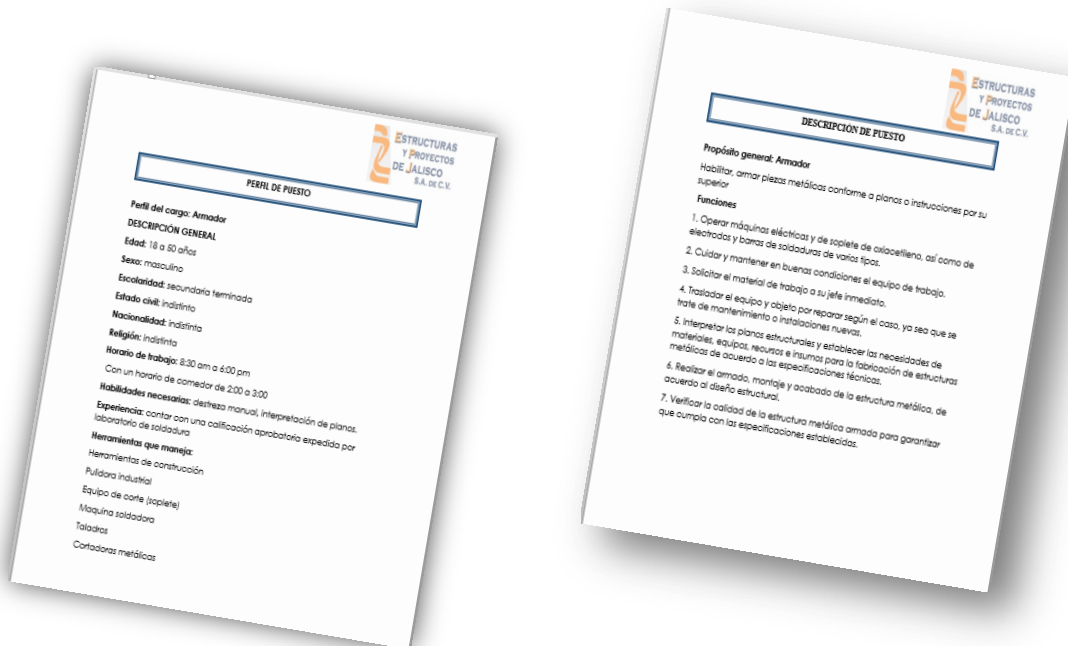 ESTRUCTURAS
Y PROYECTOS
DE JALISCO
S.A. DE C.V.
PERFIL DE PUESTO
Perfil del cargo: Armador
DESCRIPCIÓN GENERAL
Edad: 18 a 50 años
Sexo: masculino
Escolaridad: secundaria terminada
Estado civil: indistinto
Nacionalidad: indistinta
Religión: indistinta
Horario de trabajo: 8:30 am a 6:00 pm
Con un horario de comedor de 2:00 a 3:00
Habilidades necesarias: destreza manual, interpretación de planos.
Experiencia: contar con una calificación aprobatoria expedida por
laboratorio de soldadura
Herramientas que maneja:
Herramientas de construcción
Pulidora industrial
Equipo de corte (soplete)
Maquina soldadora
Taladros
Cortadoras metálicas
ESTRUCTURAS
Y PROYECTOS
DE JALISCO
S.A. DE C.V.
DESCRIPCIÓN DE PUESTO
Propósito general: Armador
Habilitar, armar piezas metálicas conforme a planos o instrucciones por su
superior
Funciones
1. Operar máquinas eléctricas y de soplete de oxiacetileno, así como de
electrodos y barras de soldaduras de varios tipos.
2. Cuidar y mantener en buenas condiciones el equipo de trabajo.
3. Solicitar el material de trabajo a su jefe inmediato.
4. Trasladar el equipo y objeto por reparar según el caso, ya sea que se
trate de mantenimiento o instalaciones nuevas.
5. Interpretar los planos estructurales y establecer las necesidades de
materiales, equipos, recursos e insumos para la fabricación de estructuras
metálicas de acuerdo a las especificaciones técnicas.
6. Realizar el armado, montaje y acabado de la estructura metálica, de
acuerdo al diseño estructural.
7. Verificar la calidad de la estructura metálica armada para garantizar
que cumpla con las especificaciones establecidas.